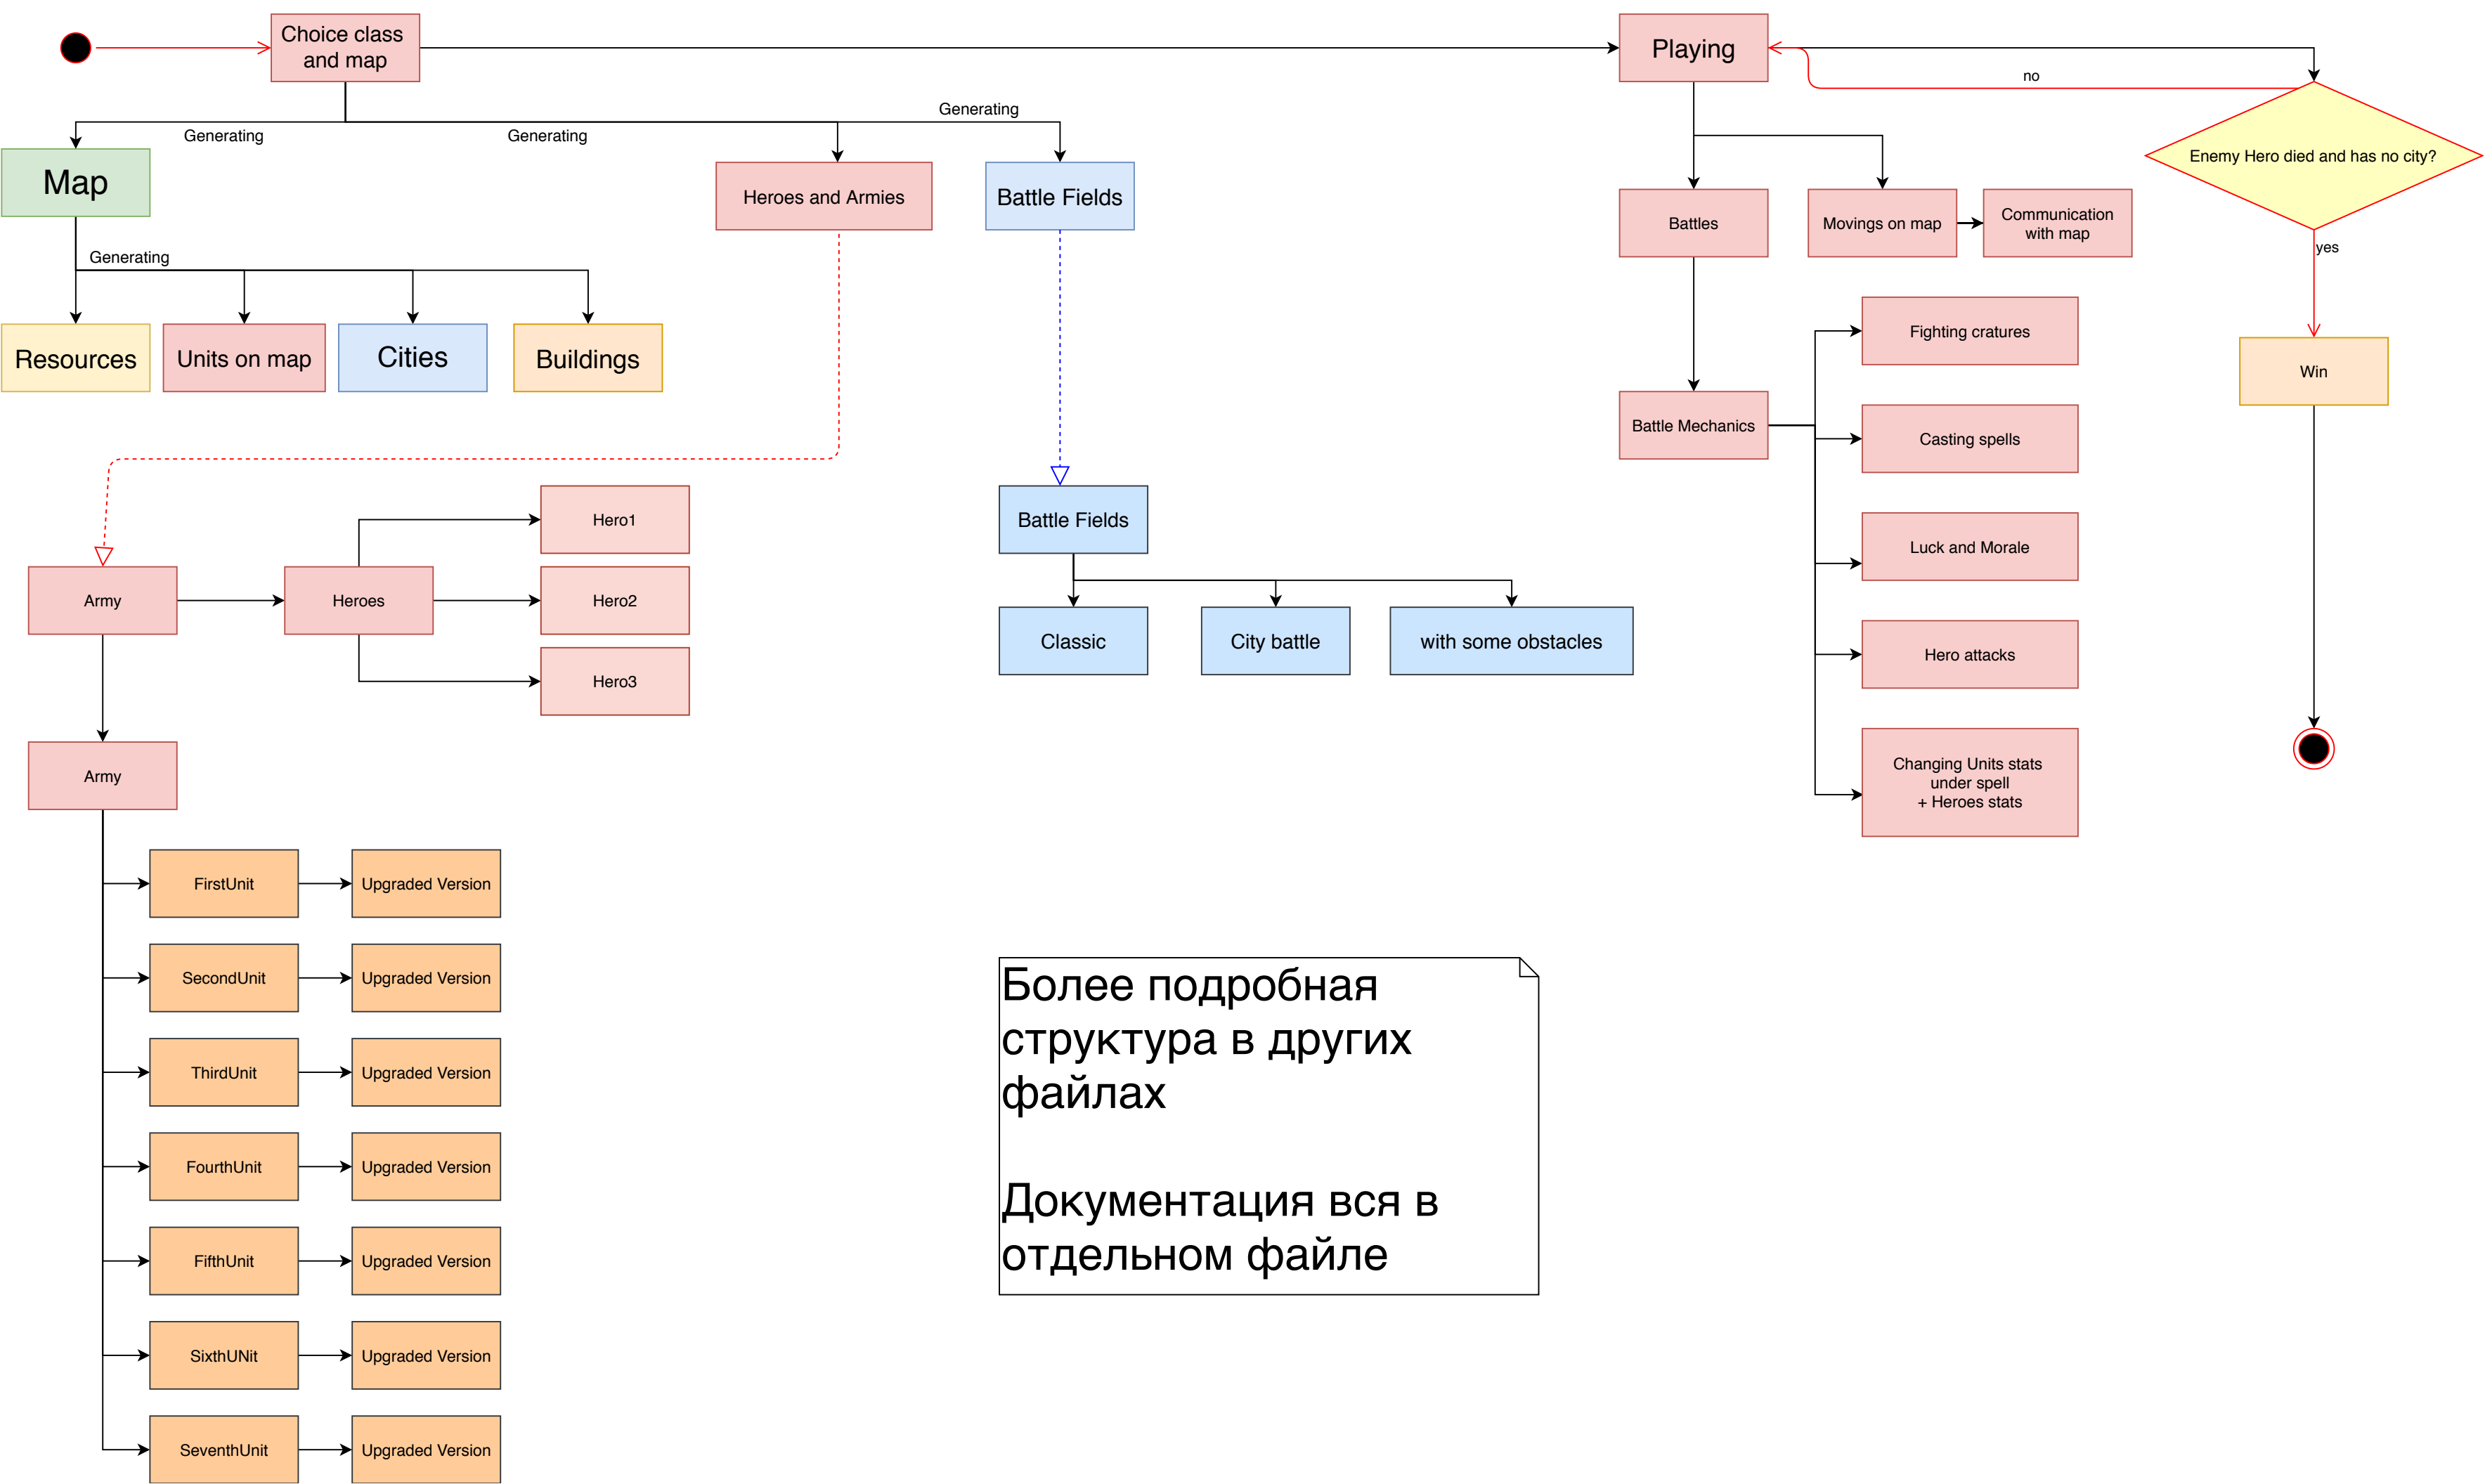 Choice class
and map
Playing
no
Generating
Generating
Generating
Map
Heroes and Armies
Battle Fields
Enemy Hero died and has no city?
Battles
Movings on map
Communication
with map
yes
Generating
Resources
Units on map
Cities
Buildings
Fighting cratures
Win
Battle Mechanics
Casting spells
Hero1
Battle Fields
Luck and Morale
Army
Heroes
Hero2
Classic
City battle
with some obstacles
Hero attacks
Hero3
Army
Changing Units stats
under spell
+ Heroes stats
FirstUnit
Upgraded Version
SecondUnit
Upgraded Version
ThirdUnit
Upgraded Version
FourthUnit
Upgraded Version
FifthUnit
Upgraded Version
SixthUNit
Upgraded Version
SeventhUnit
Upgraded Version
Более подробная
структура в других
файлах
Документация вся в
отдельном файле